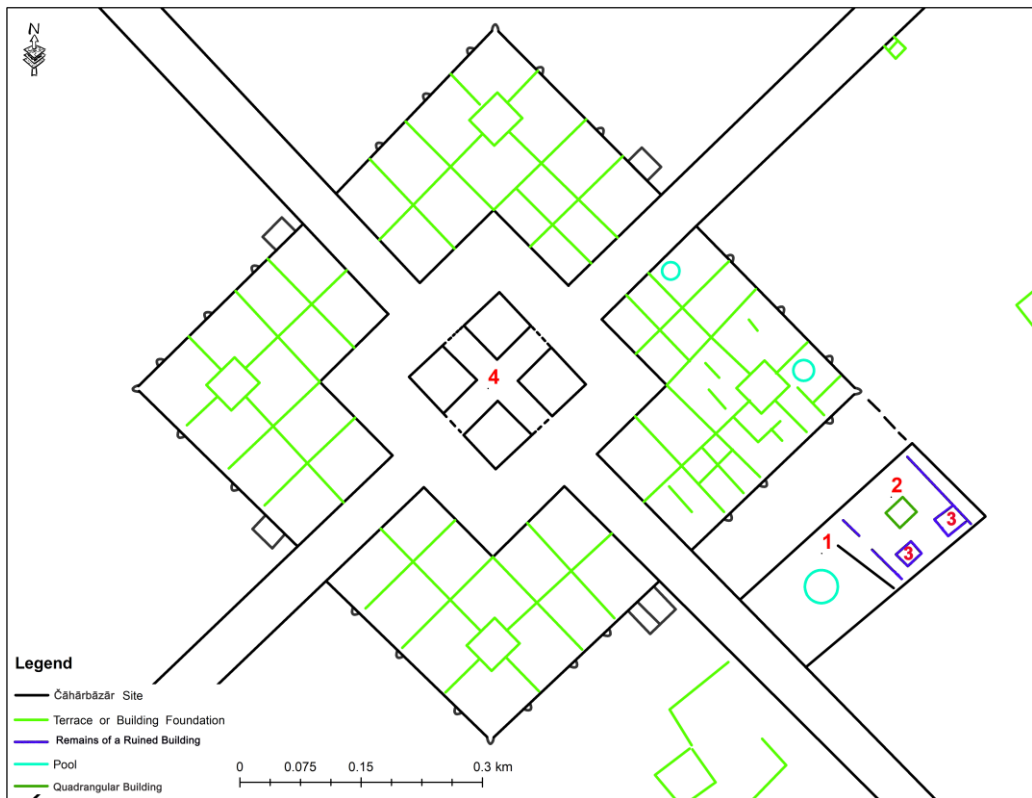 N
4
2
3
1
3
Legend
Čāhārbāzār Site
Terrace or Building Foundation
Remains of a Ruined Building
Pool
Quadrangular Building
0 0.075 0.15 0.3 km